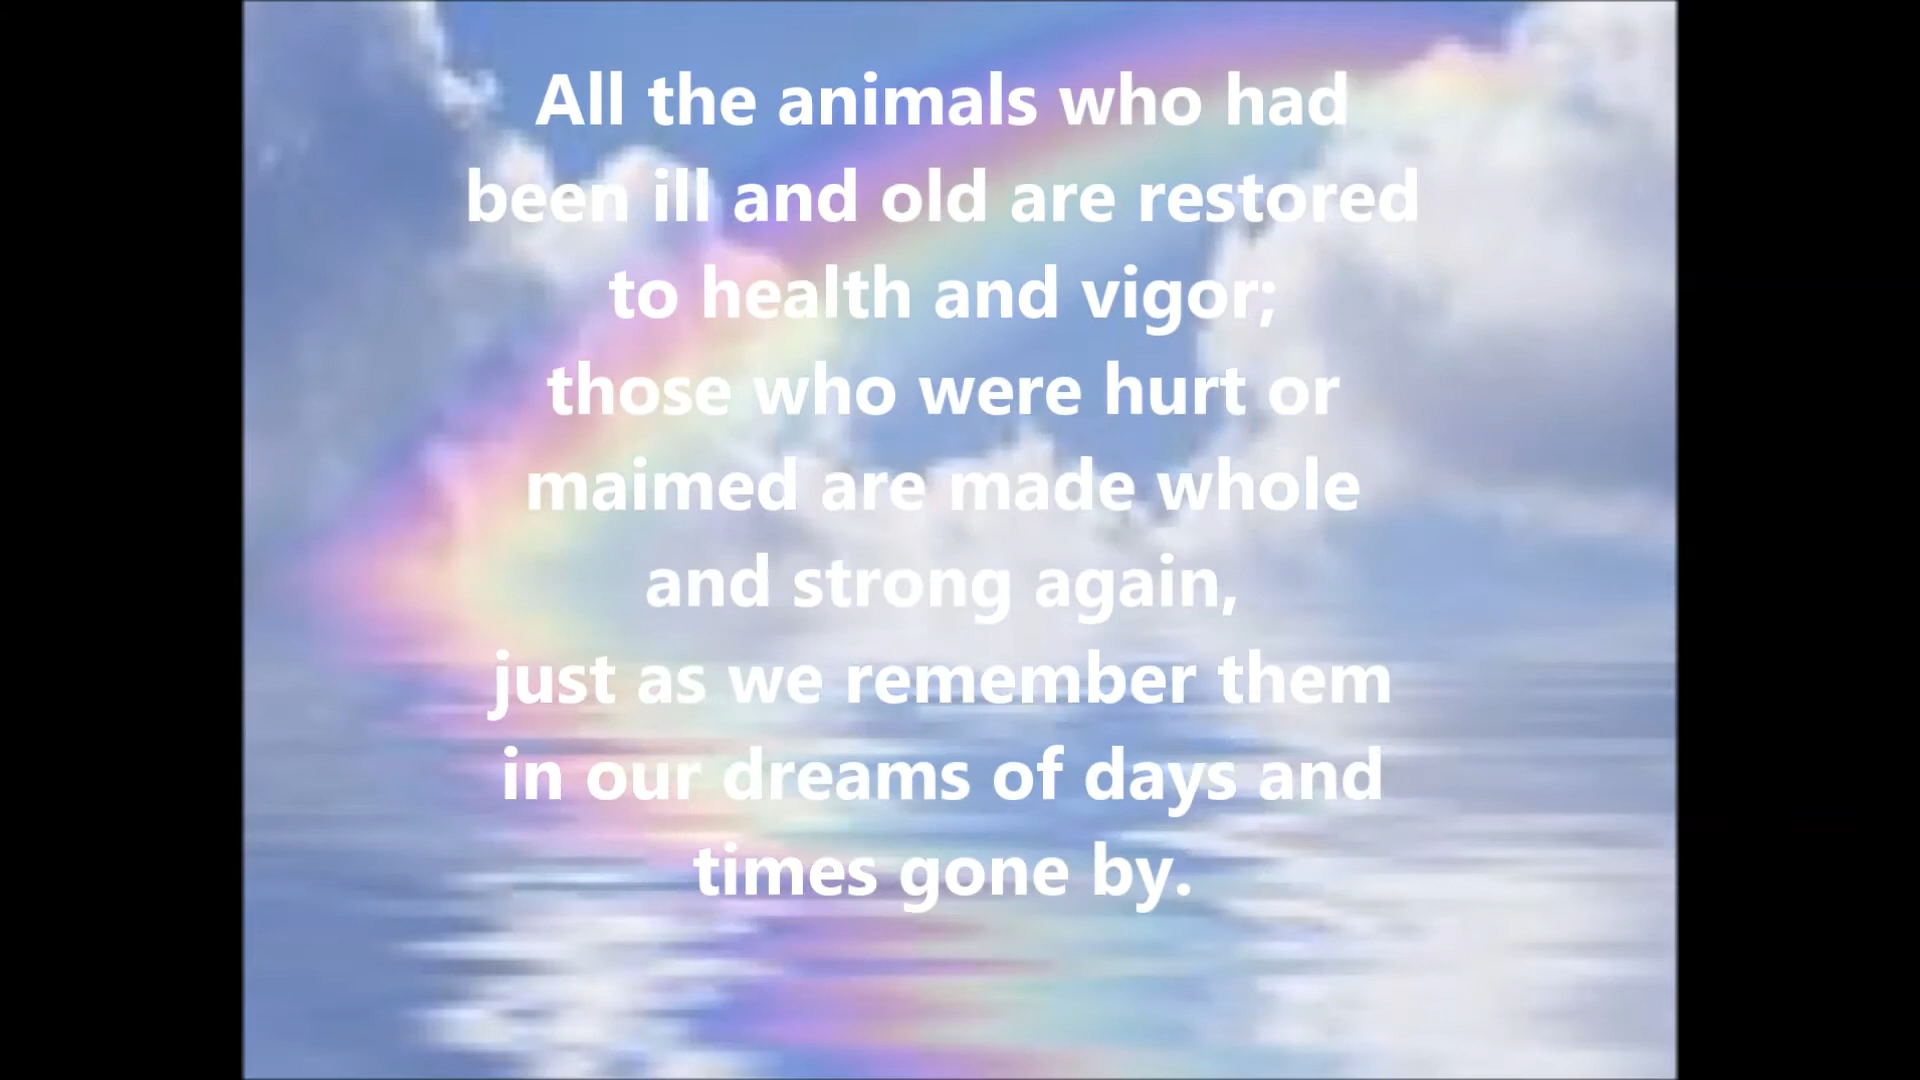 All the animals who had
been ill and old are restored
to health and vigor;
those who were hurt or
maimed are made whole
and strong again,
just as we remember them
in our dreams of days and
times gone by.